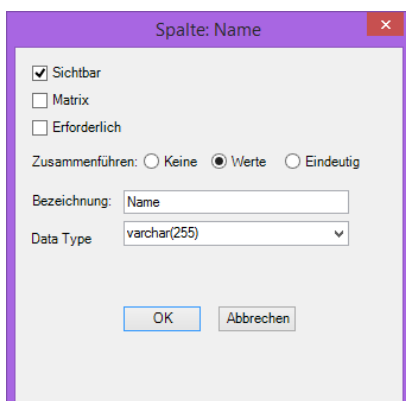 Spalte: Name
Sichtbar
Matrix
Erforderlich
Zusammenführen: Keine Werte Eindeutig
Bezeichnung: Name
Data Type varchar(255)
OK Abbrechen